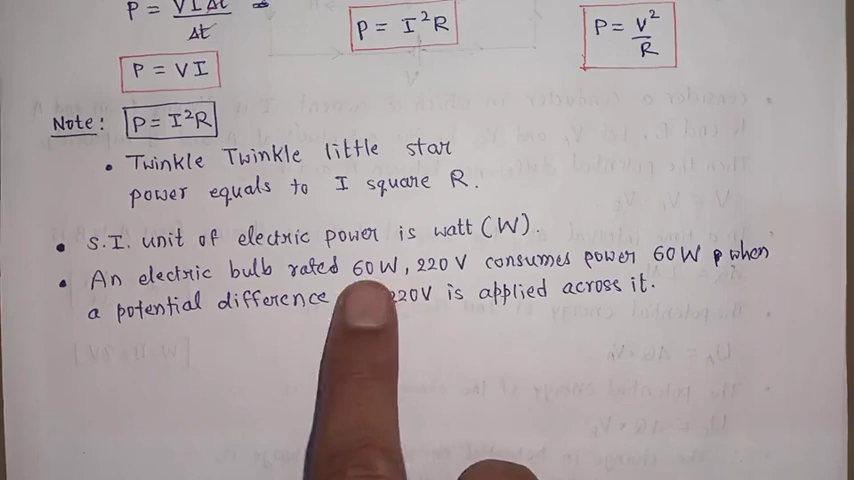 P = VIΔt
Δt
P = VI
P = I²R
P = V²/R
Note: P = I²R
• Twinkle Twinkle little star
power equals to I square R.
• S.I. unit of electric power is watt (W).
• An electric bulb rated 60W, 220V consumes power 60W when
a potential difference 220V is applied across it.